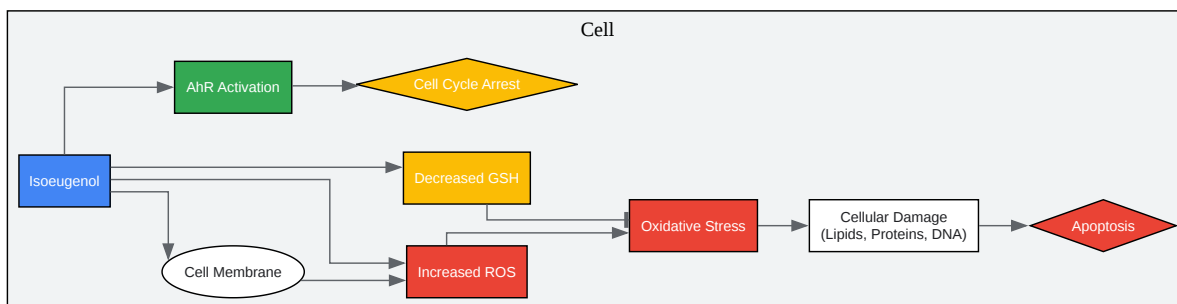 Cell
AhR Activation
Cell Cycle Arrest
Isoeugenol
Decreased GSH
Oxidative Stress
Cellular Damage
(Lipids, Proteins, DNA)
Apoptosis
Cell Membrane
Increased ROS